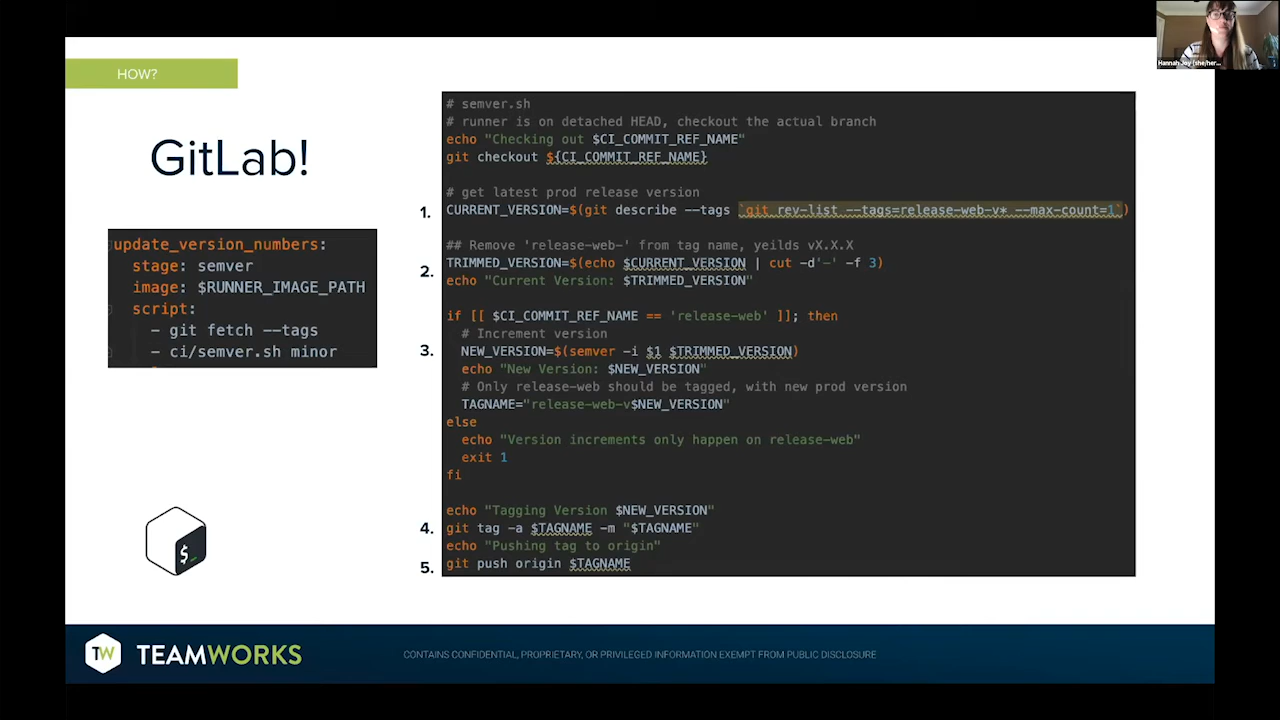 HOW?
GitLab!
update_version_numbers:
stage: semver
image: $RUNNER_IMAGE_PATH
script:
- git fetch --tags
- ci/semver.sh minor
# semver.sh
# runner is on detached HEAD, checkout the actual branch
echo "Checking out $CI_COMMIT_REF_NAME"
git checkout ${CI_COMMIT_REF_NAME}
# get latest prod release version
1. CURRENT_VERSION=$(git describe --tags `git rev-list --tags=release-web-v* --max-count=1`)
## Remove 'release-web-' from tag name, yeilds vX.X.X
2. TRIMMED_VERSION=$(echo $CURRENT_VERSION | cut -d'-' -f 3)
echo "Current Version: $TRIMMED_VERSION"
if [[ $CI_COMMIT_REF_NAME == 'release-web' ]]; then
# Increment version
3. NEW_VERSION=$(semver -i $1 $TRIMMED_VERSION)
echo "New Version: $NEW_VERSION"
# Only release-web should be tagged, with new prod version
TAGNAME="release-web-v$NEW_VERSION"
else
echo "Version increments only happen on release-web"
exit 1
fi
echo "Tagging Version $NEW_VERSION"
4. git tag -a $TAGNAME -m "$TAGNAME"
echo "Pushing tag to origin"
5. git push origin $TAGNAME
$_
TW TEAMWORKS
CONTAINS CONFIDENTIAL, PROPRIETARY, OR PRIVILEGED INFORMATION EXEMPT FROM PUBLIC DISCLOSURE
Hannah Joy (she/her...